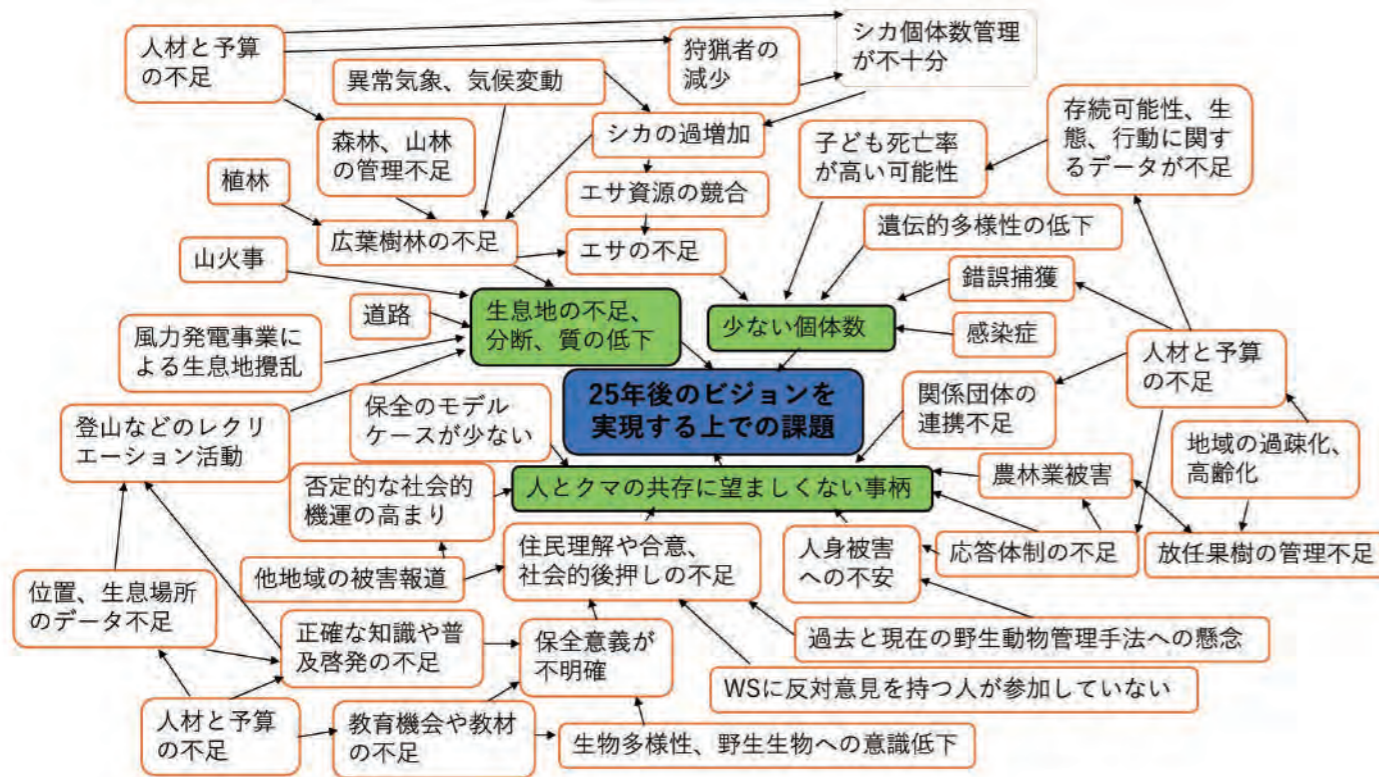 人材と予算
の不足
狩猟者の
減少
シカ個体数管理
が不十分
異常気象、気候変動
森林、山林
の管理不足
シカの過増加
子ども死亡率
が高い可能性
存続可能性、生
態、行動に関す
るデータが不足
植林
エサ資源の競合
広葉樹林の不足
エサの不足
遺伝的多様性の低下
山火事
錯誤捕獲
道路
生息地の不足、
分断、質の低下
少ない個体数
感染症
風力発電事業に
よる生息地攪乱
人材と予算
の不足
25年後のビジョンを
実現する上での課題
保全のモデル
ケースが少ない
関係団体の
連携不足
登山などのレクリ
エーション活動
地域の過疎化、
高齢化
人とクマの共存に望ましくない事柄
農林業被害
否定的な社会的
機運の高まり
住民理解や合意、
社会的後押しの不足
人身被害
への不安
応答体制の不足
放任果樹の管理不足
他地域の被害報道
位置、生息場所
のデータ不足
正確な知識や普
及啓発の不足
保全意義が
不明確
過去と現在の野生動物管理手法への懸念
WSに反対意見を持つ人が参加していない
人材と予算
の不足
教育機会や教材
の不足
生物多様性、野生生物への意識低下